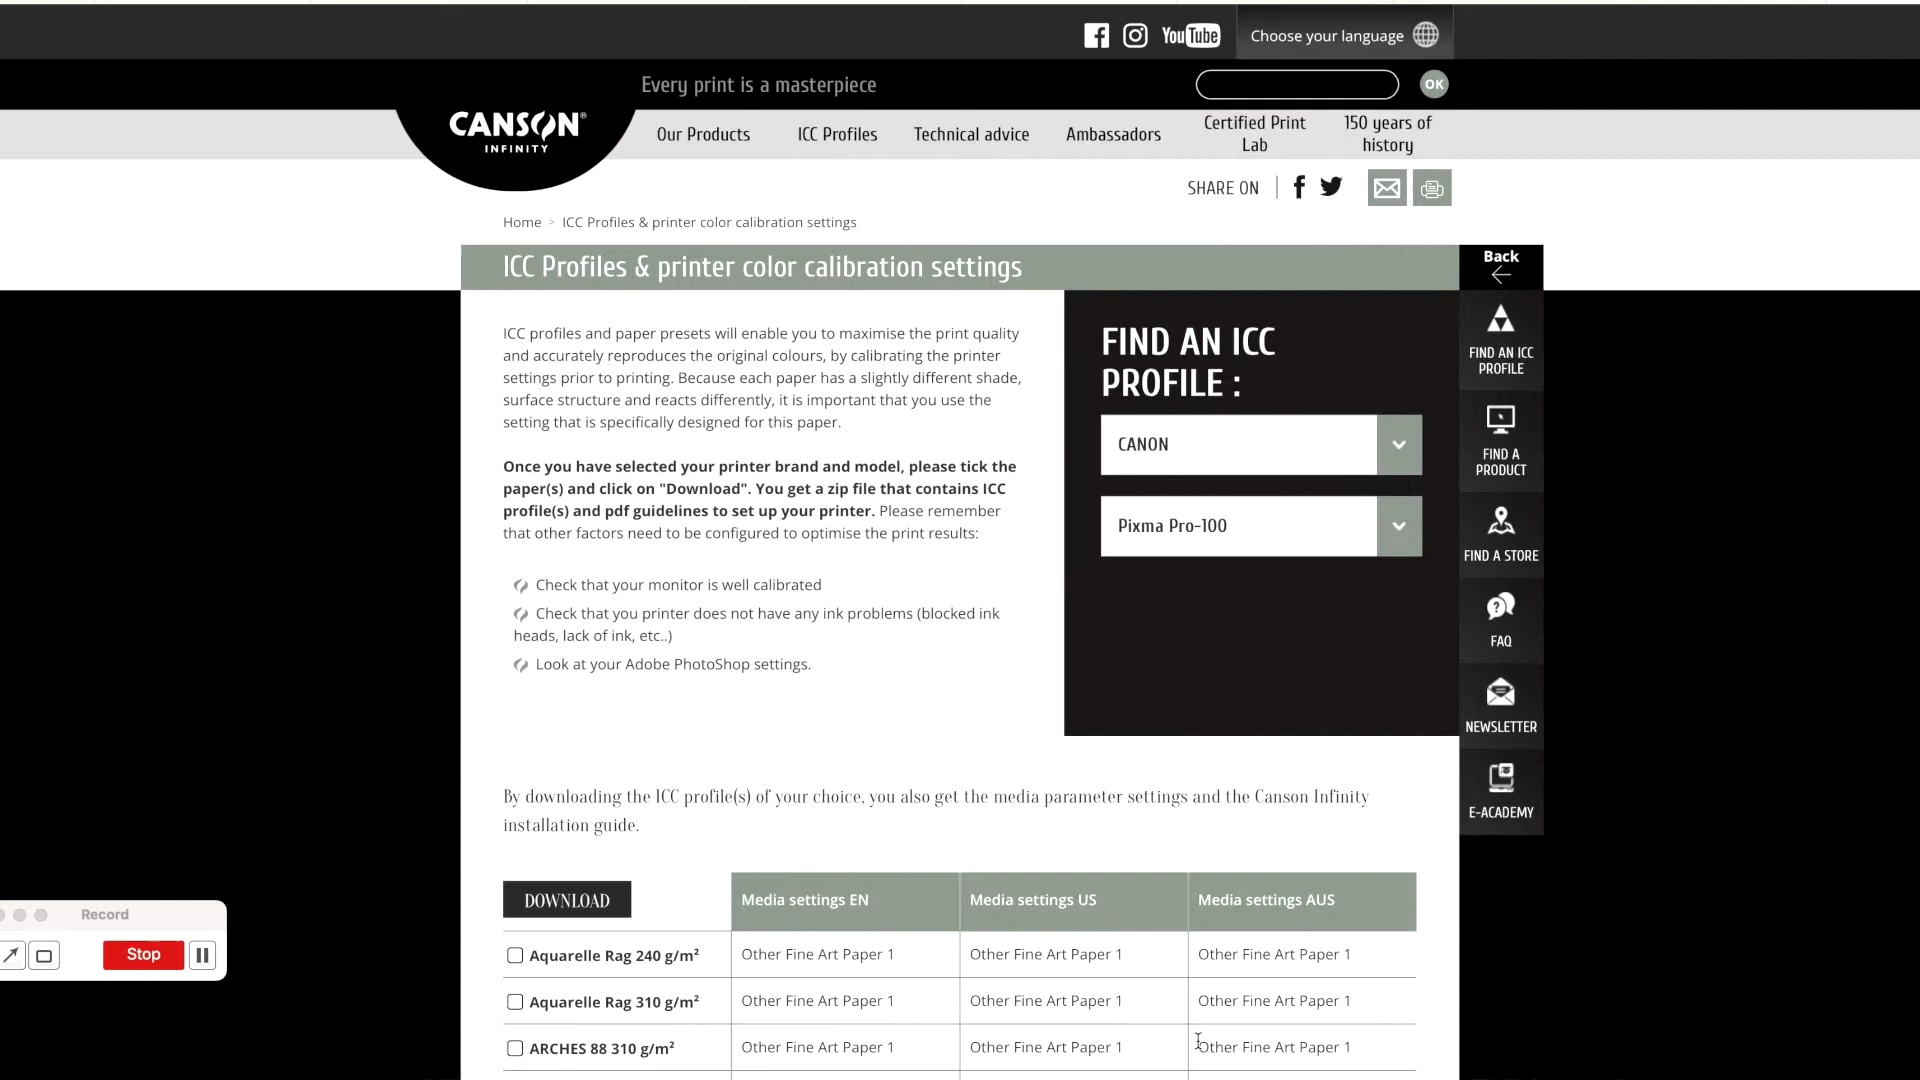 YouTube
Choose your language
Every print is a masterpiece
OK
CANSON®
INFINITY
Our Products
ICC Profiles
Technical advice
Ambassadors
Certified Print
Lab
150 years of
history
SHARE ON
Home > ICC Profiles & printer color calibration settings
ICC Profiles & printer color calibration settings
Back
ICC profiles and paper presets will enable you to maximise the print quality
and accurately reproduces the original colours, by calibrating the printer
settings prior to printing. Because each paper has a slightly different shade,
surface structure and reacts differently, it is important that you use the
setting that is specifically designed for this paper.
Once you have selected your printer brand and model, please tick the
paper(s) and click on "Download". You get a zip file that contains ICC
profile(s) and pdf guidelines to set up your printer. Please remember
that other factors need to be configured to optimise the print results:
Check that your monitor is well calibrated
Check that you printer does not have any ink problems (blocked ink
heads, lack of ink, etc..)
Look at your Adobe PhotoShop settings.
FIND AN ICC
PROFILE :
CANON
Pixma Pro-100
FIND AN ICC
PROFILE
FIND A
PRODUCT
FIND A STORE
FAQ
NEWSLETTER
E-ACADEMY
By downloading the ICC profile(s) of your choice, you also get the media parameter settings and the Canson Infinity
installation guide.
DOWNLOAD
Media settings EN
Media settings US
Media settings AUS
Aquarelle Rag 240 g/m² Other Fine Art Paper 1 Other Fine Art Paper 1 Other Fine Art Paper 1
Aquarelle Rag 310 g/m² Other Fine Art Paper 1 Other Fine Art Paper 1 Other Fine Art Paper 1
ARCHES 88 310 g/m² Other Fine Art Paper 1 Other Fine Art Paper 1 Other Fine Art Paper 1
Record
Stop